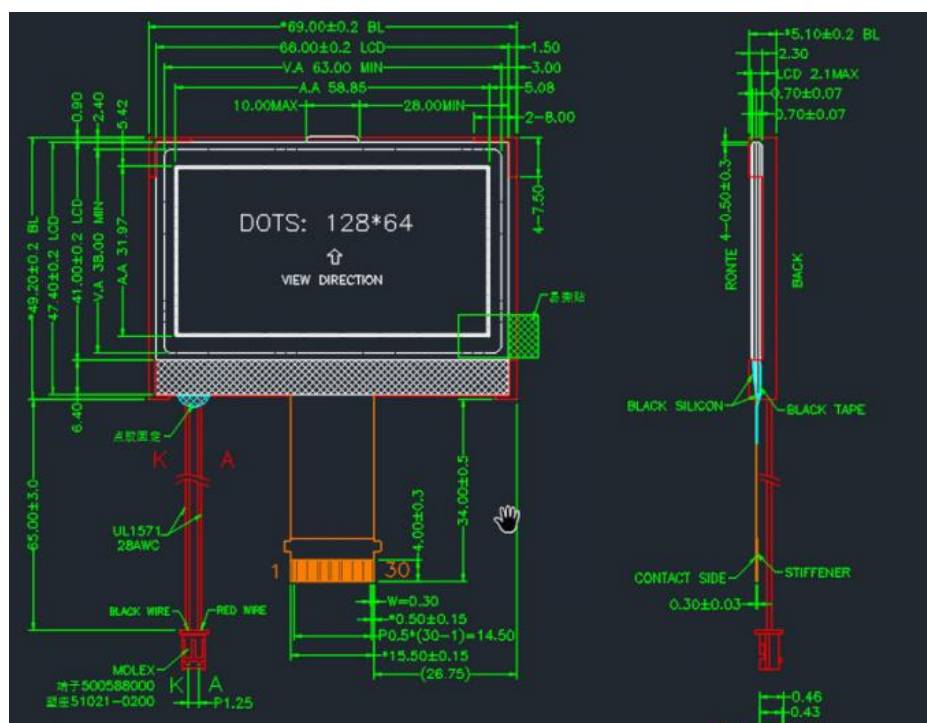 *69.00±0.2 BL
66.00±0.2 LCD
1.50
V.A 63.00 MIN
3.00
A.A 58.85
5.08
10.00MAX
28.00MIN
2-8.00
0.90
2.40
5.42
*49.20±0.2 BL
47.40±0.2 LCD
41.00±0.2 LCD
V.A 38.00 MIN
A.A 31.97
6.40
4-7.50
DOTS: 128*64
VIEW DIRECTION
易撕贴
点胶固定
K
A
65.00±3.0
UL1571
28AWC
BLACK WIRE
RED WIRE
MOLEX
端子500588000
塑座51021-0200
K
A
P1.25
1
30
4.00±0.3
34.00±0.5
W=0.30
*0.50±0.15
P0.5*(30-1)=14.50
*15.50±0.15
(26.75)
*5.10±0.2 BL
2.30
LCD 2.1MAX
0.70±0.07
0.70±0.07
4-0.50±0.3
RONTE
BACK
BLACK SILICON
BLACK TAPE
CONTACT SIDE
STIFFENER
0.30±0.03
0.46
0.43